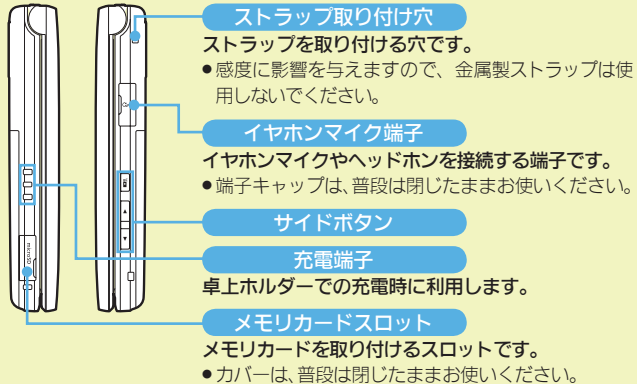 ストラップ取り付け穴
ストラップを取り付ける穴です。
●感度に影響を与えますので、金属製ストラップは使
用しないでください。
イヤホンマイク端子
イヤホンマイクやヘッドホンを接続する端子です。
●端子キャップは、普段は閉じたままお使いください。
サイドボタン
充電端子
卓上ホルダーでの充電時に利用します。
メモリカードスロット
メモリカードを取り付けるスロットです。
●カバーは、普段は閉じたままお使いください。
microSD